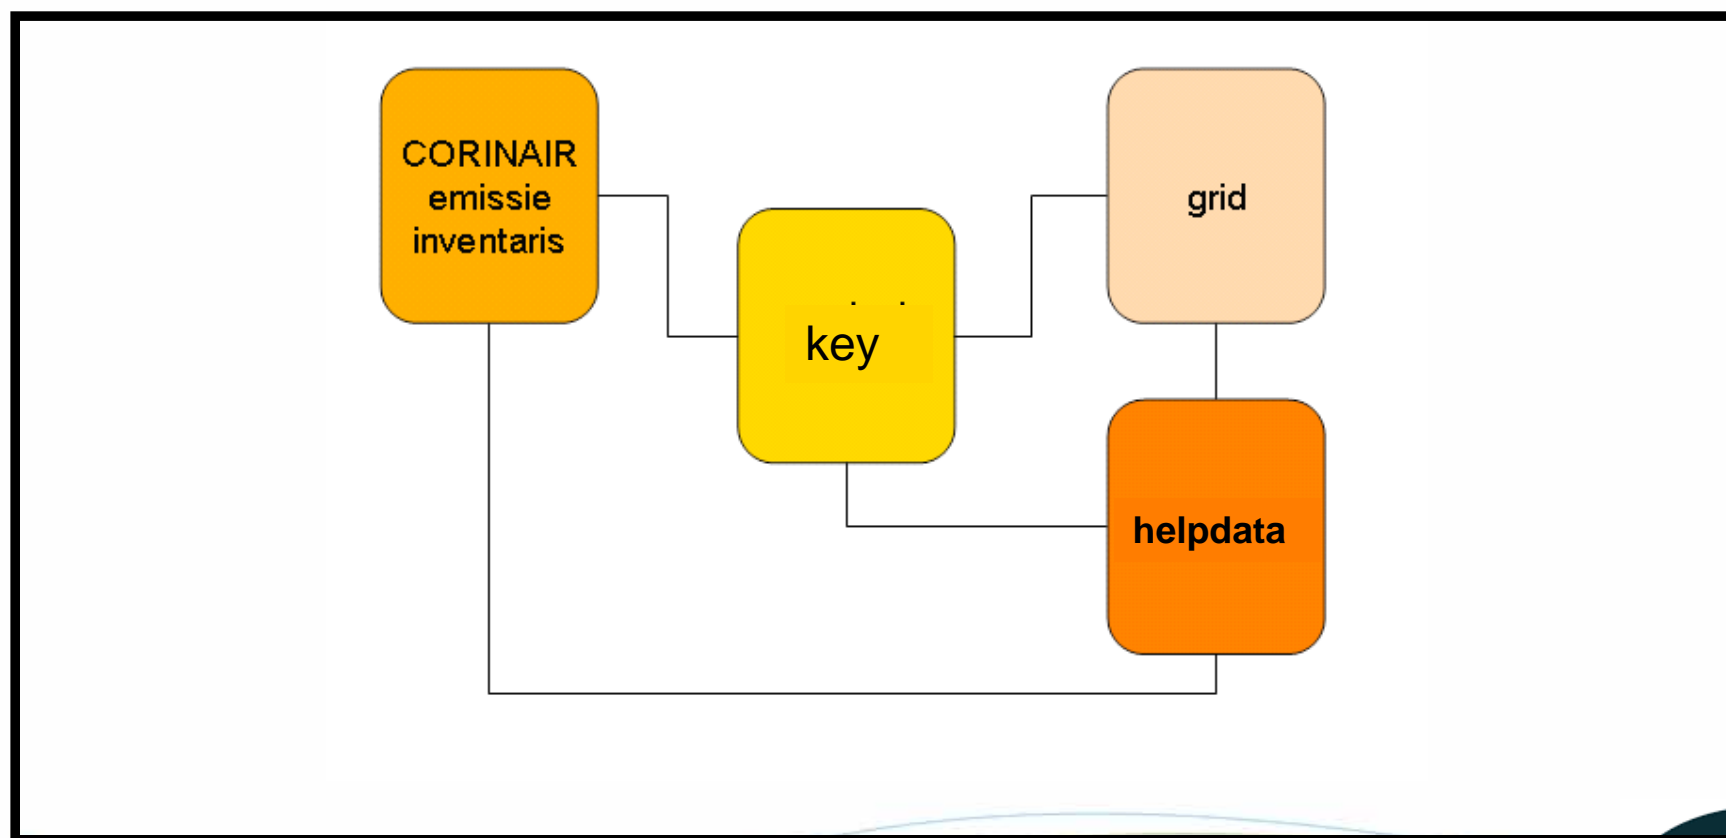 CORINAIR
emissie
inventaris
key
grid
helpdata